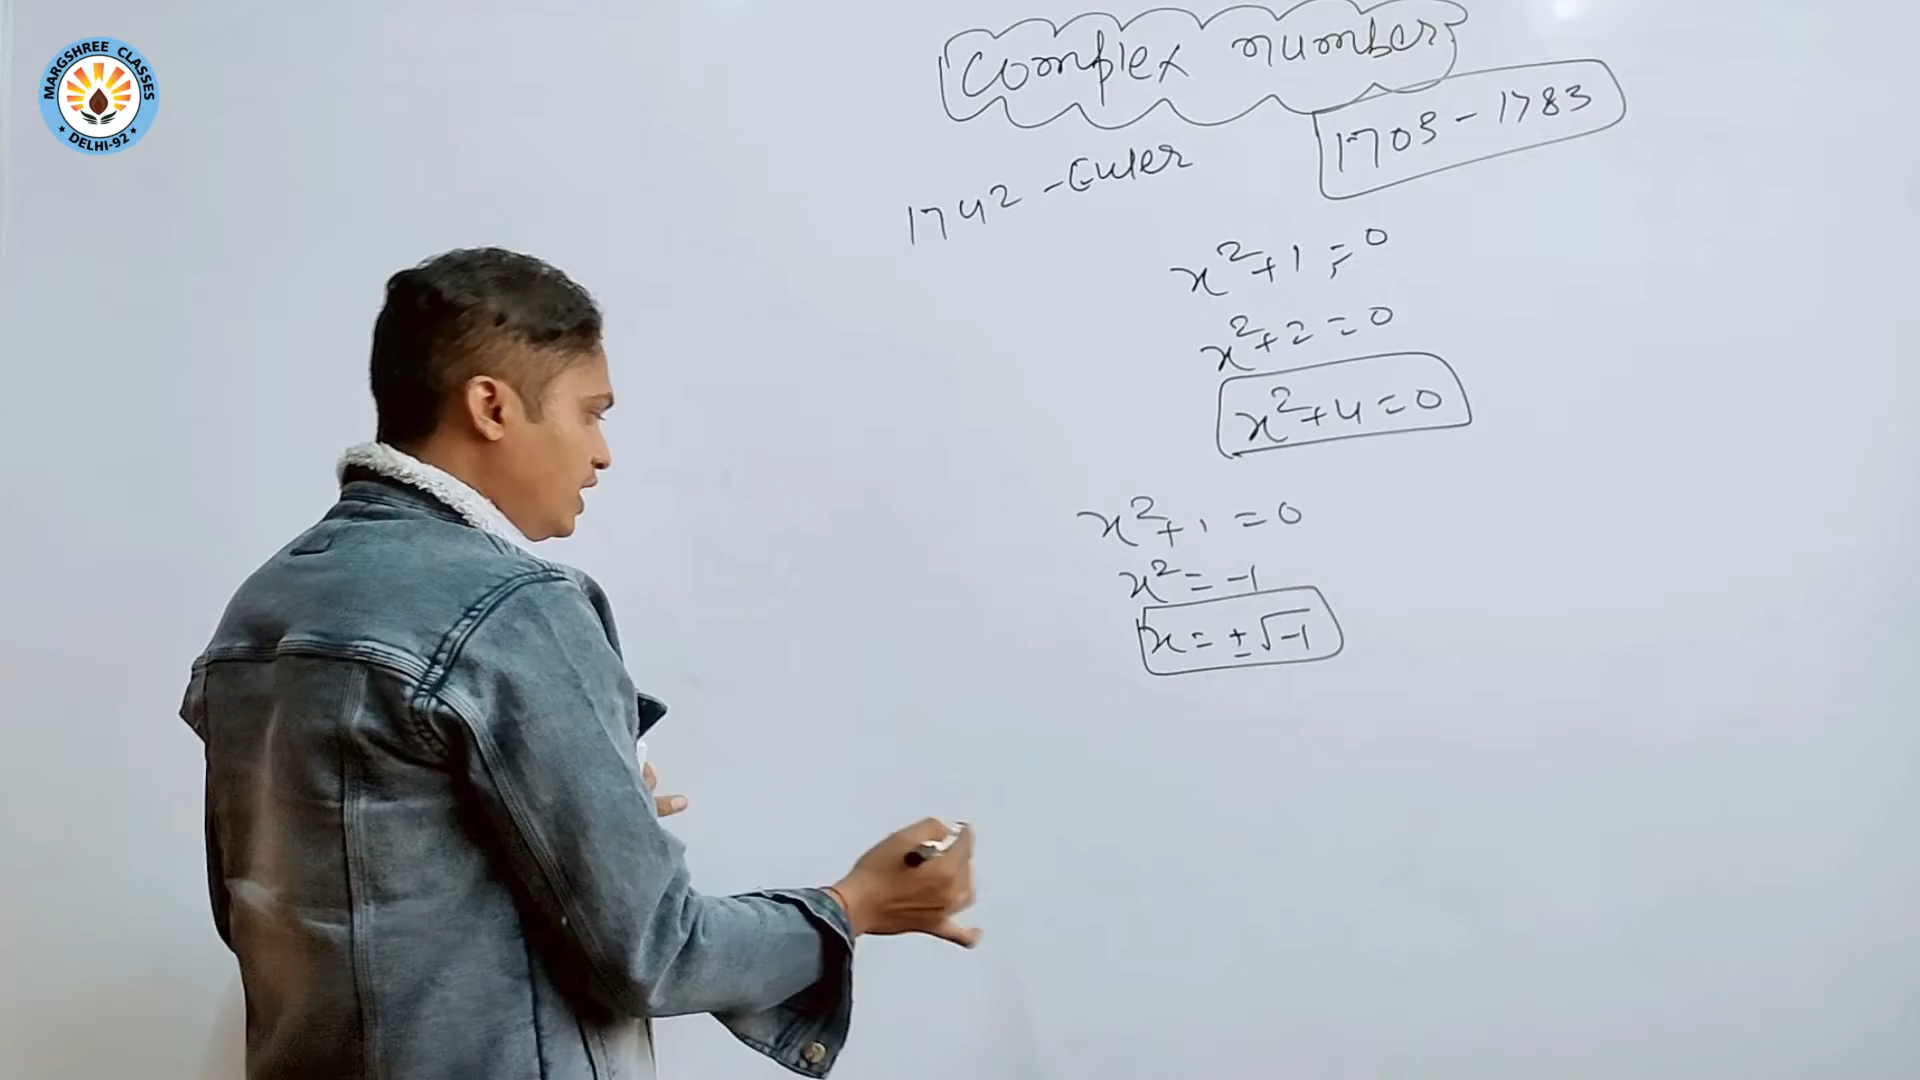 MARGSHREE CLASSES
DELHI-92
complex number
1703-1783
1742 - Euler
x²+1=0
x²+2=0
x²+4=0
x²+1=0
x²=-1
x=±√-1